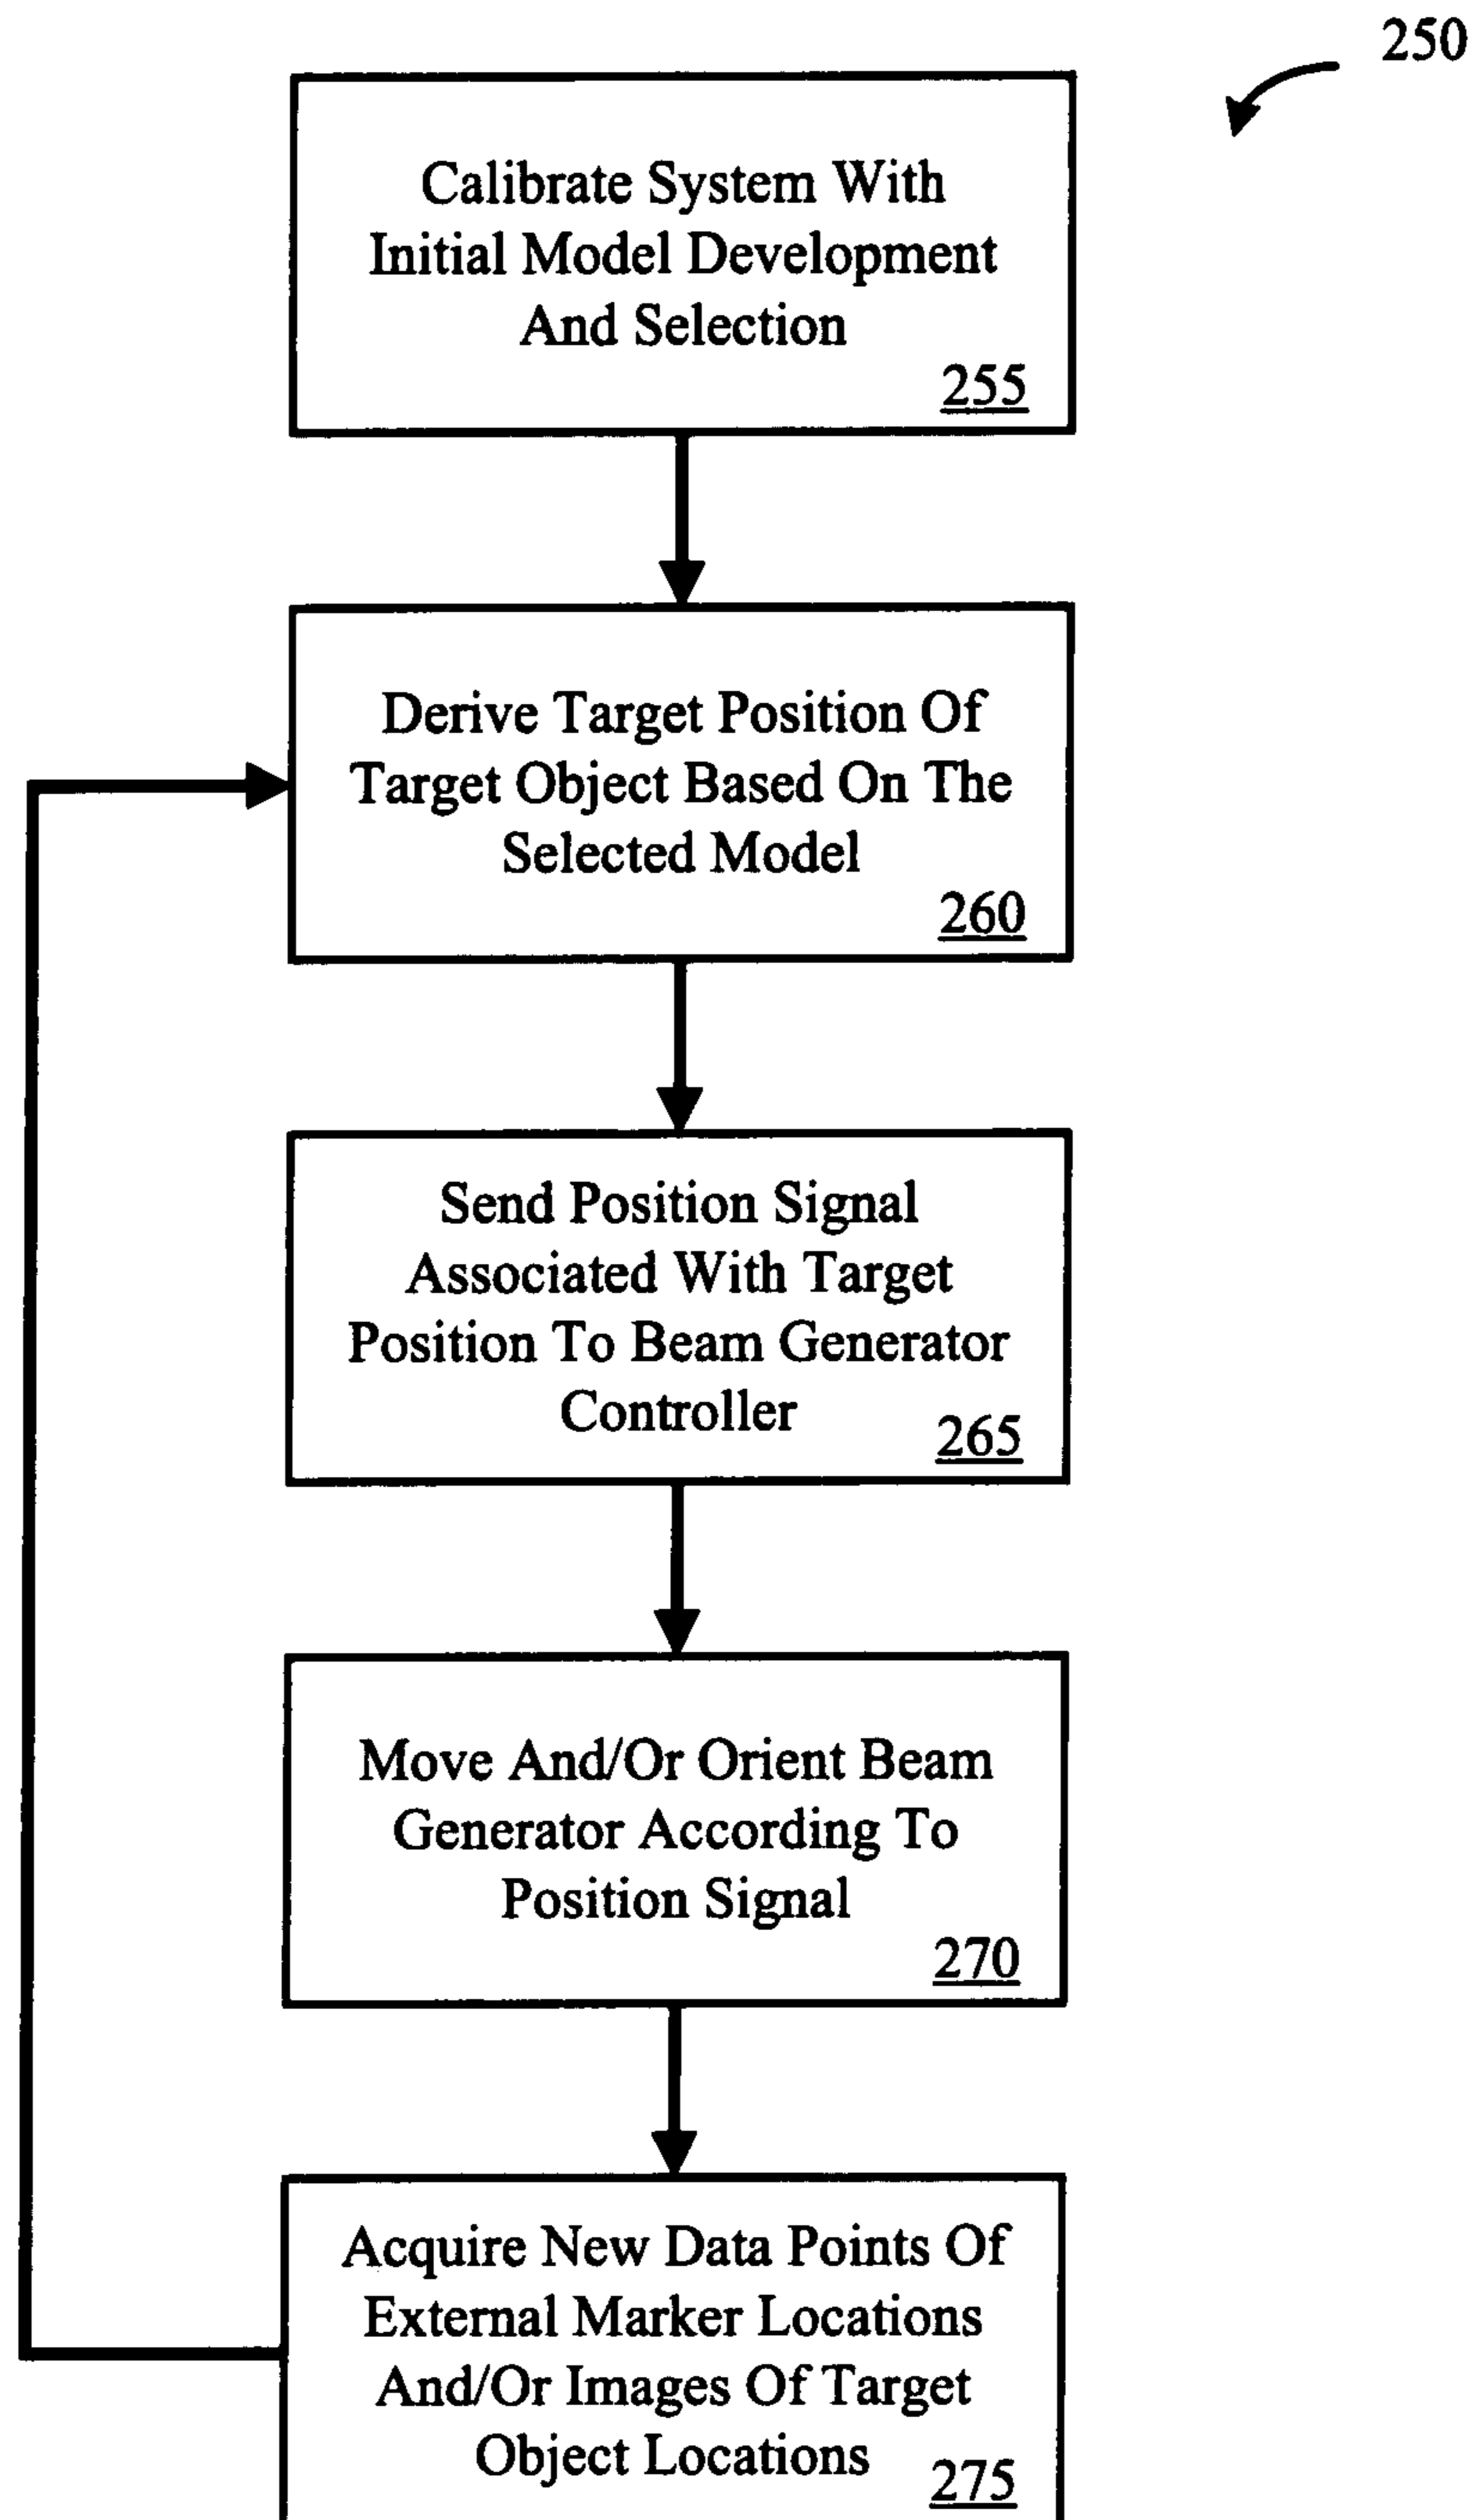 250
Calibrate System With
Initial Model Development
And Selection
255
Derive Target Position Of
Target Object Based On The
Selected Model
260
Send Position Signal
Associated With Target
Position To Beam Generator
Controller
265
Move And/Or Orient Beam
Generator According To
Position Signal
270
Acquire New Data Points Of
External Marker Locations
And/Or Images Of Target
Object Locations
275